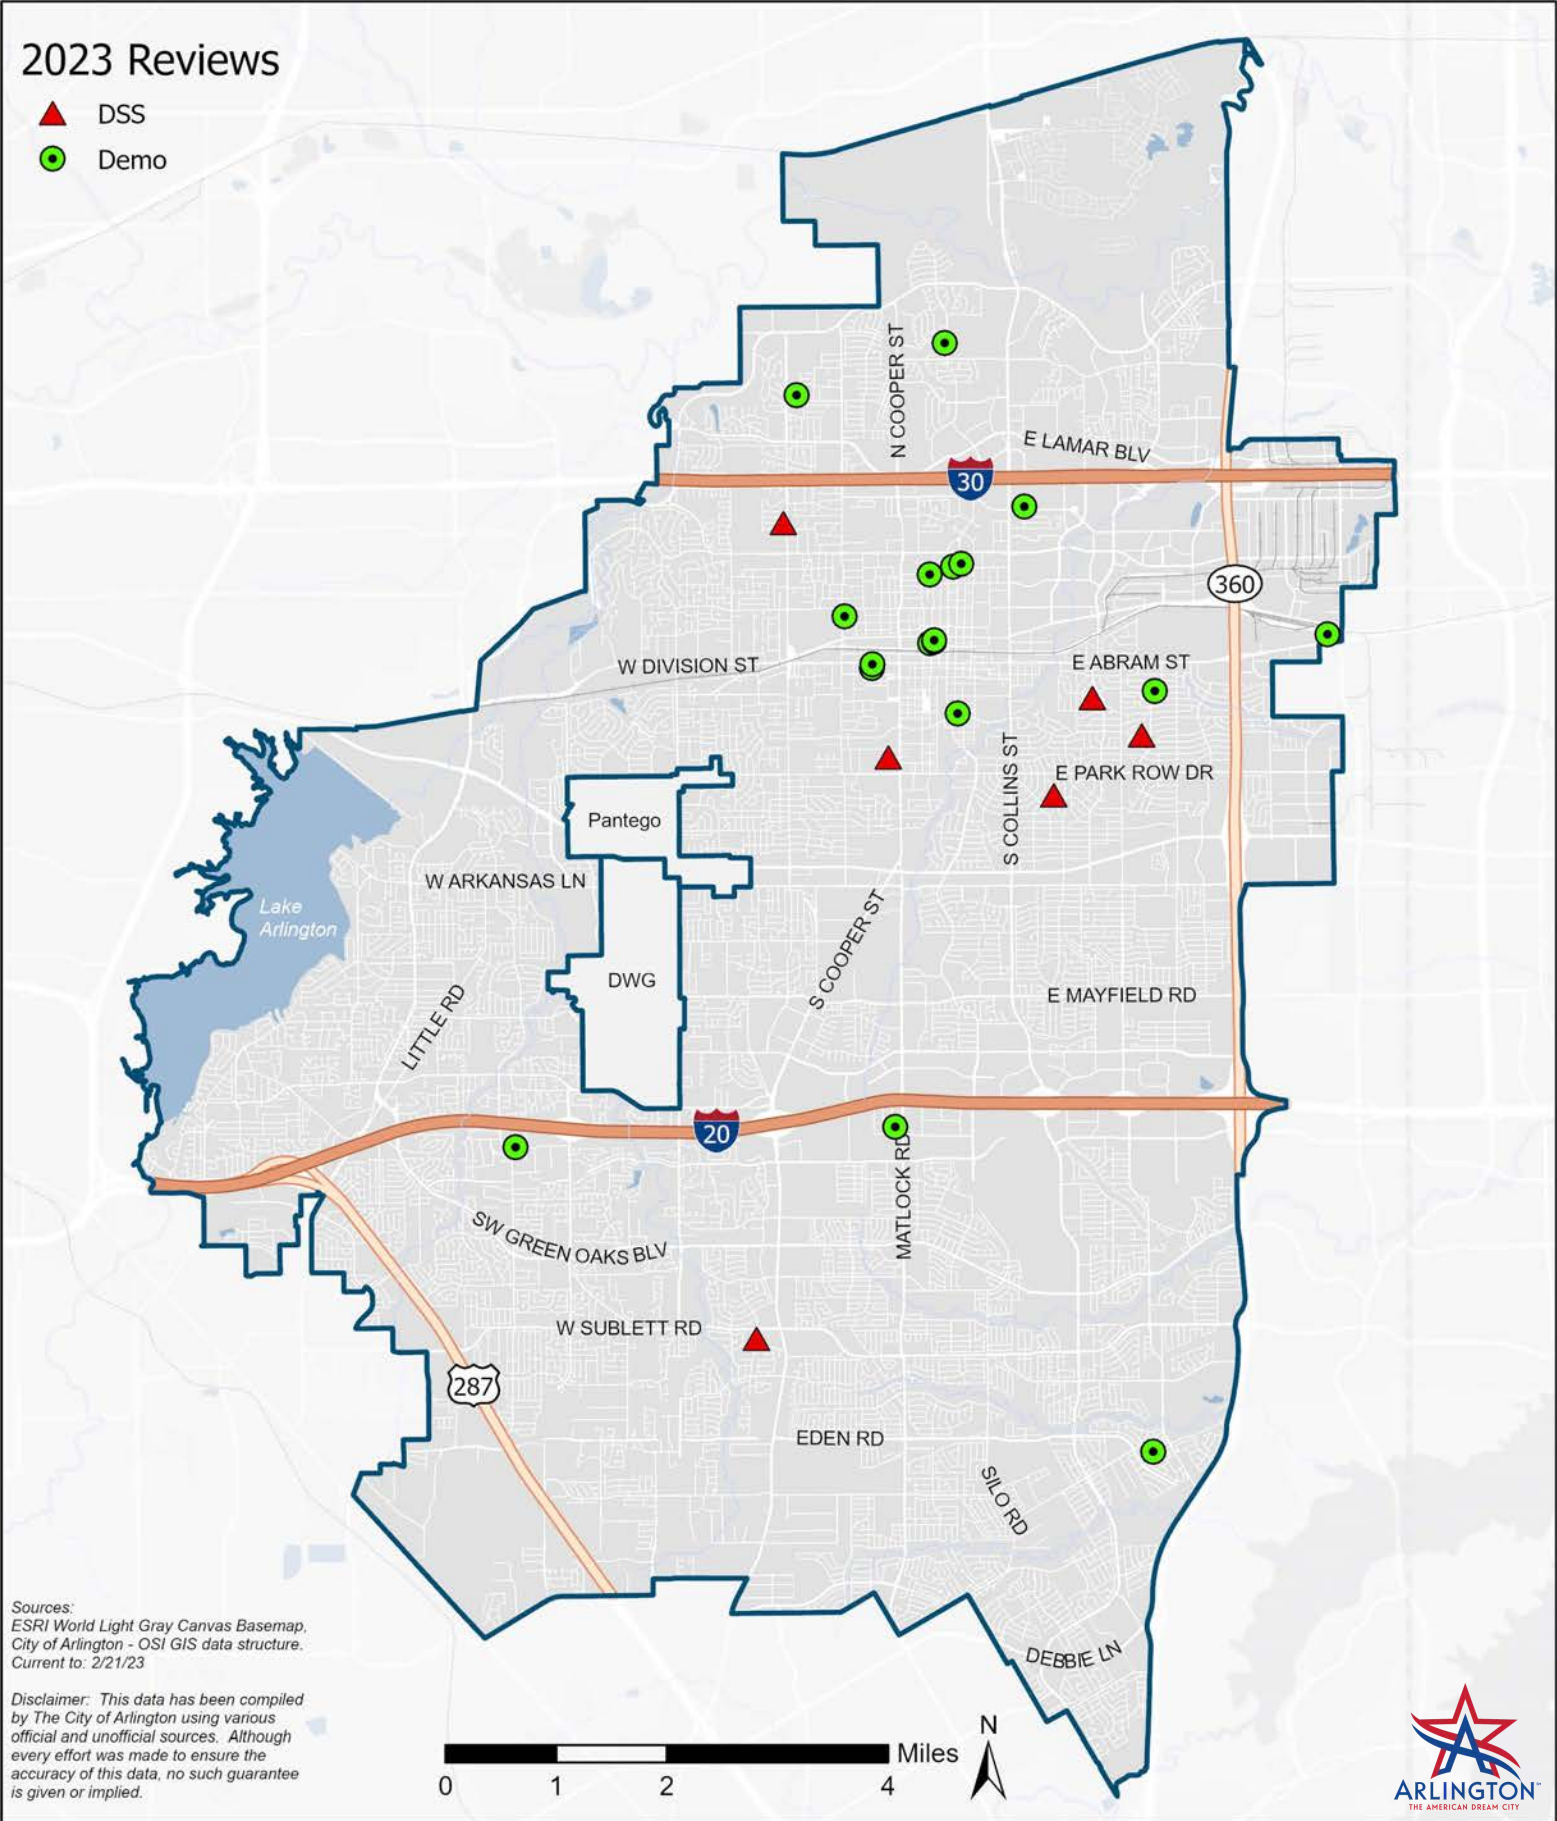 2023 Reviews
DSS
Demo
N COOPER ST
E LAMAR BLV
30
360
W DIVISION ST
E ABRAM ST
S COLLINS ST
E PARK ROW DR
Pantego
W ARKANSAS LN
Lake
Arlington
S COOPER ST
DWG
E MAYFIELD RD
LITTLE RD
20
MATLOCK RD
SW GREEN OAKS BLV
W SUBLETT RD
287
EDEN RD
SILO RD
DEBBIE LN
Sources:
ESRI World Light Gray Canvas Basemap,
City of Arlington - OSI GIS data structure.
Current to: 2/21/23
Disclaimer: This data has been compiled
by The City of Arlington using various
official and unofficial sources. Although
every effort was made to ensure the
accuracy of this data, no such guarantee
is given or implied.
N
Miles
0 1 2 4
ARLINGTON
THE AMERICAN DREAM CITY